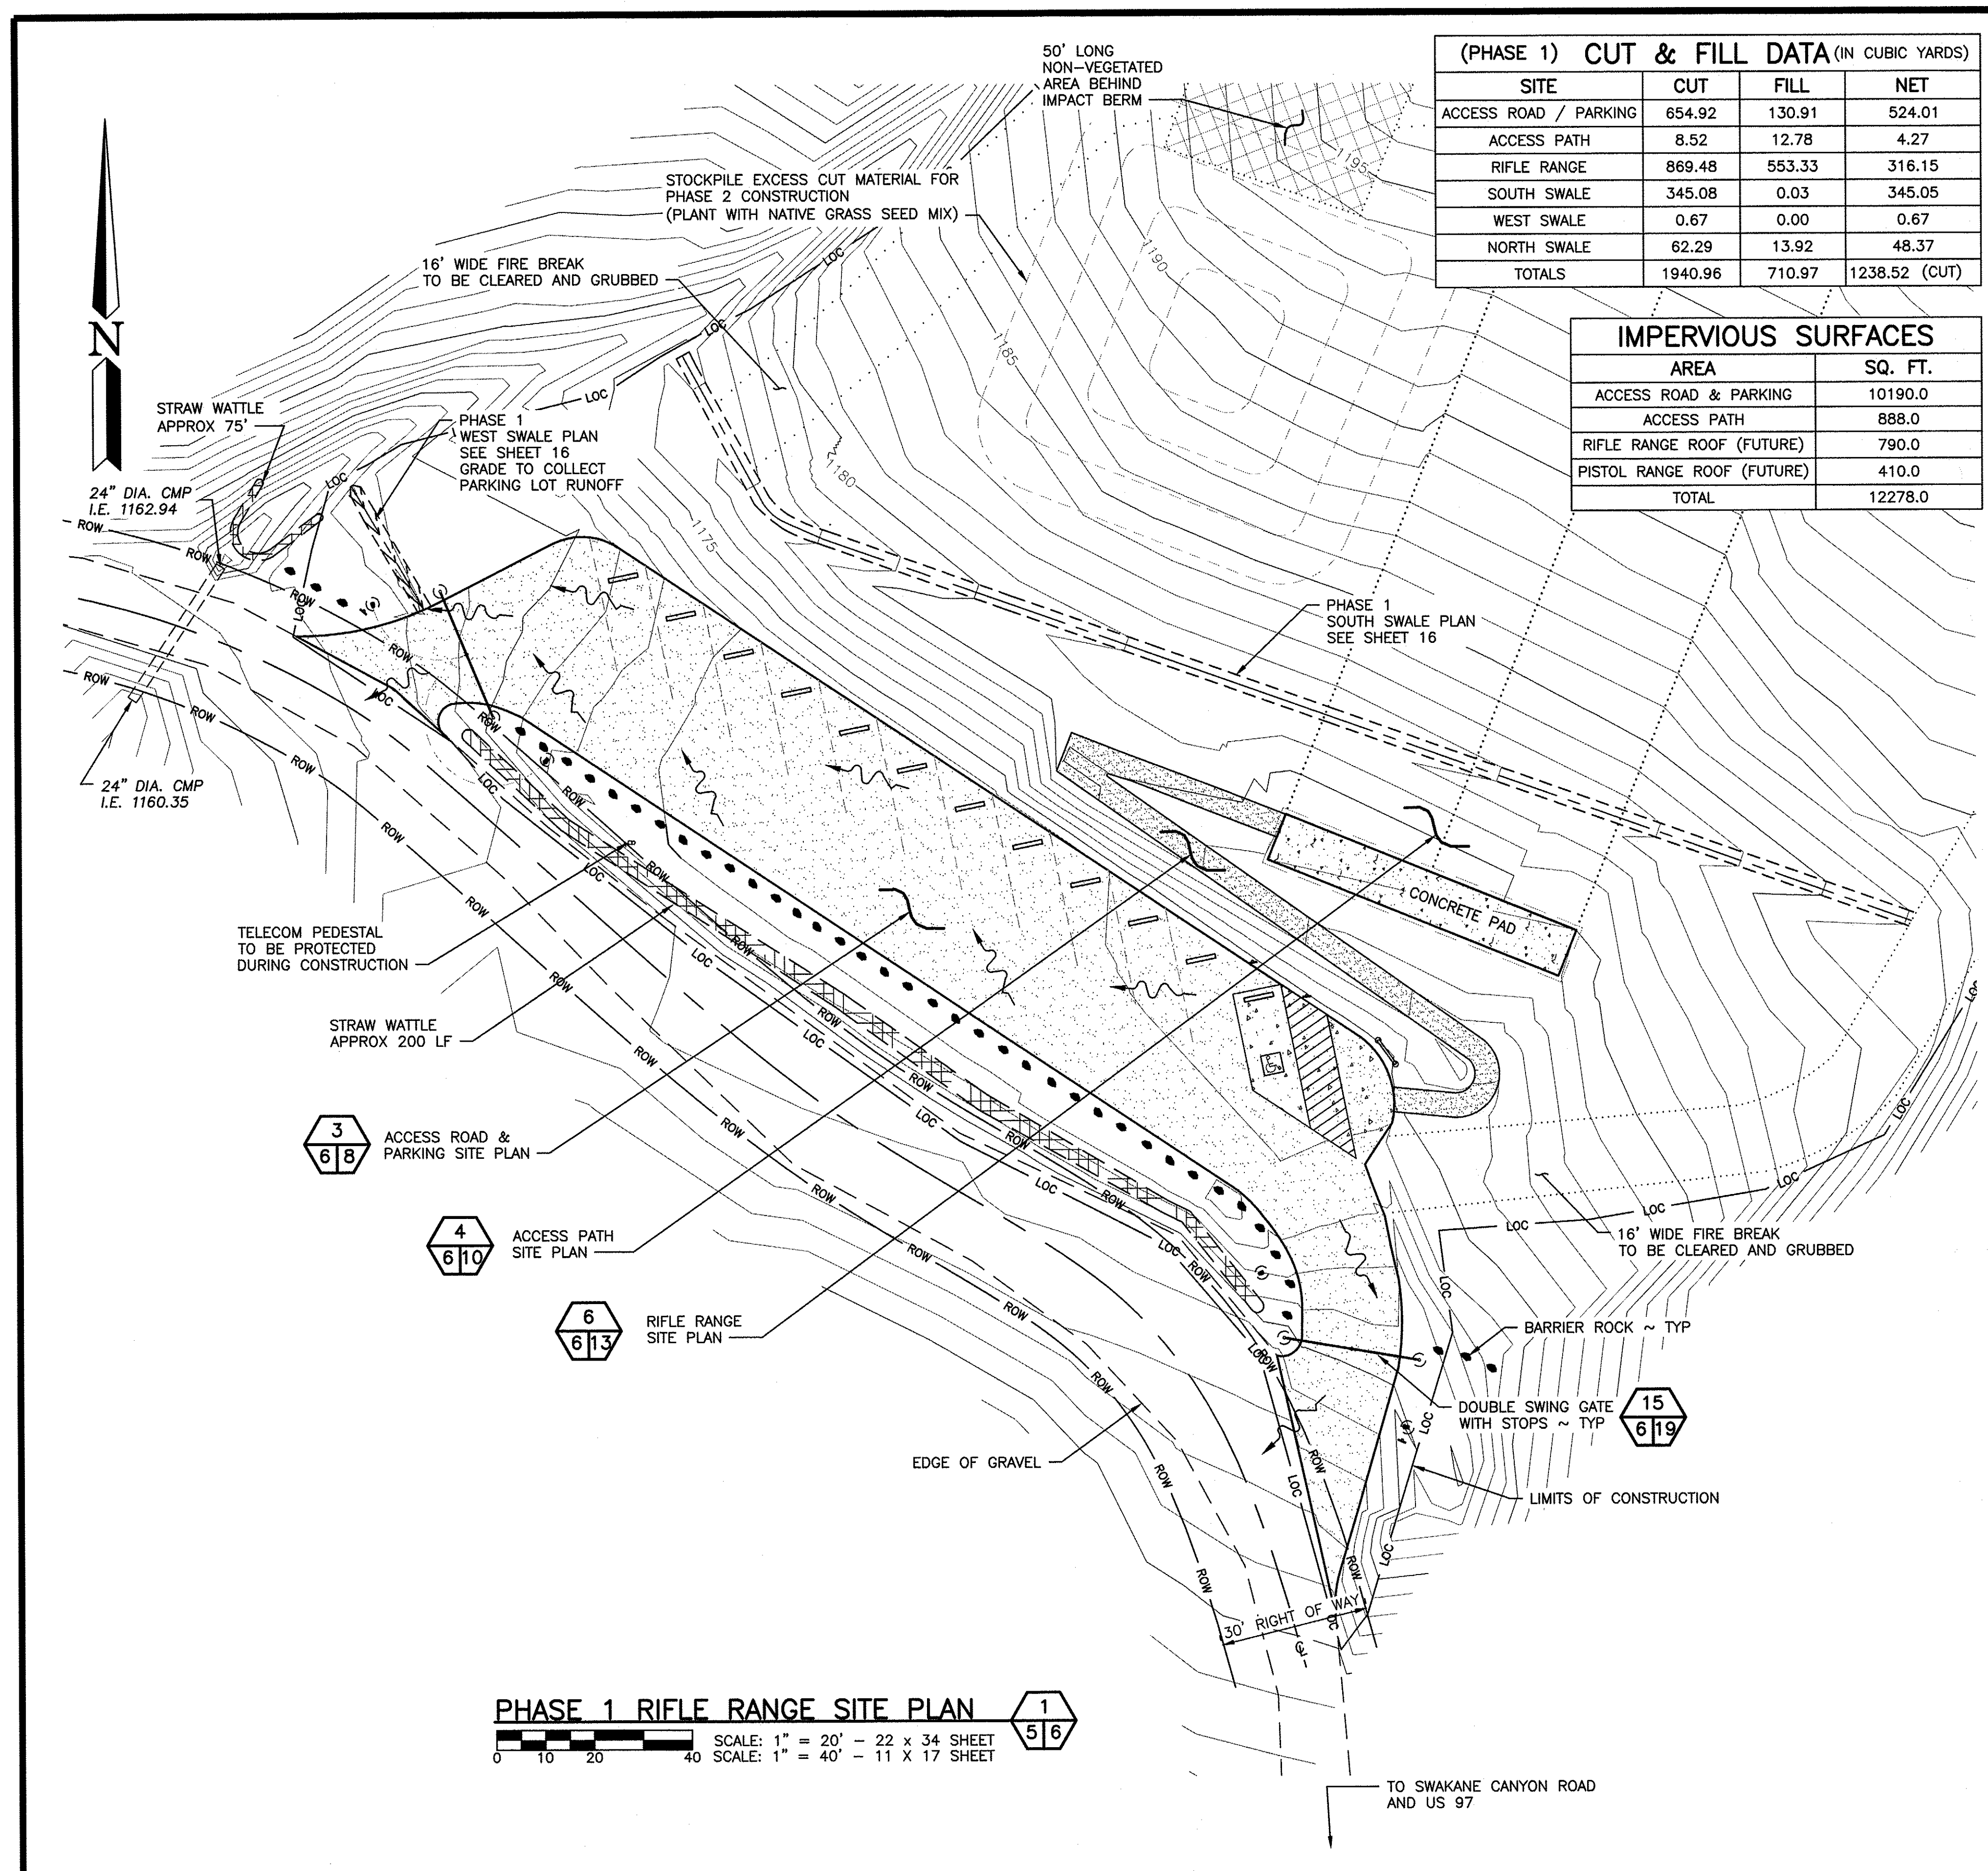 50' LONG
NON-VEGETATED
AREA BEHIND
IMPACT BERM
(PHASE 1) CUT & FILL DATA (IN CUBIC YARDS)
SITE CUT FILL NET
ACCESS ROAD / PARKING 654.92 130.91 524.01
ACCESS PATH 8.52 12.78 4.27
RIFLE RANGE 869.48 553.33 316.15
SOUTH SWALE 345.08 0.03 345.05
WEST SWALE 0.67 0.00 0.67
NORTH SWALE 62.29 13.92 48.37
TOTALS 1940.96 710.97 1238.52 (CUT)
IMPERVIOUS SURFACES
AREA SQ. FT.
ACCESS ROAD & PARKING 10190.0
ACCESS PATH 888.0
RIFLE RANGE ROOF (FUTURE) 790.0
PISTOL RANGE ROOF (FUTURE) 410.0
TOTAL 12278.0
STOCKPILE EXCESS CUT MATERIAL FOR
PHASE 2 CONSTRUCTION
(PLANT WITH NATIVE GRASS SEED MIX)
16' WIDE FIRE BREAK
TO BE CLEARED AND GRUBBED
N
STRAW WATTLE
APPROX 75'
PHASE 1
WEST SWALE PLAN
SEE SHEET 16
GRADE TO COLLECT
PARKING LOT RUNOFF
24" DIA. CMP
I.E. 1162.94
1195
1190
1185
1180
1175
PHASE 1
SOUTH SWALE PLAN
SEE SHEET 16
24" DIA. CMP
I.E. 1160.35
CONCRETE PAD
TELECOM PEDESTAL
TO BE PROTECTED
DURING CONSTRUCTION
STRAW WATTLE
APPROX 200 LF
3
6 8
ACCESS ROAD &
PARKING SITE PLAN
4
6 10
ACCESS PATH
SITE PLAN
6
6 13
RIFLE RANGE
SITE PLAN
16' WIDE FIRE BREAK
TO BE CLEARED AND GRUBBED
BARRIER ROCK ~ TYP
DOUBLE SWING GATE
WITH STOPS ~ TYP
15
6 19
EDGE OF GRAVEL
LIMITS OF CONSTRUCTION
ROW
LOC
30' RIGHT OF WAY
PHASE 1 RIFLE RANGE SITE PLAN
1
5 6
0 10 20 40
SCALE: 1" = 20' - 22 x 34 SHEET
SCALE: 1" = 40' - 11 X 17 SHEET
TO SWAKANE CANYON ROAD
AND US 97